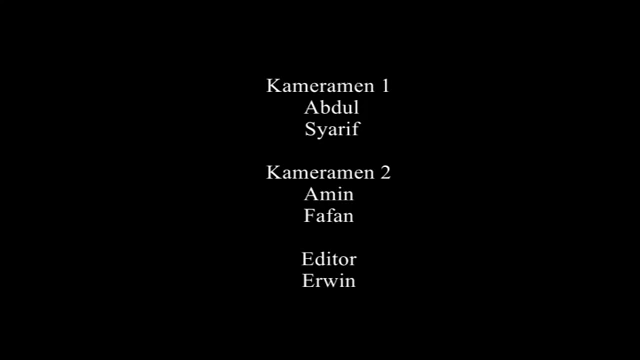 Kameramen 1
Abdul
Syarif
Kameramen 2
Amin
Fafan
Editor
Erwin